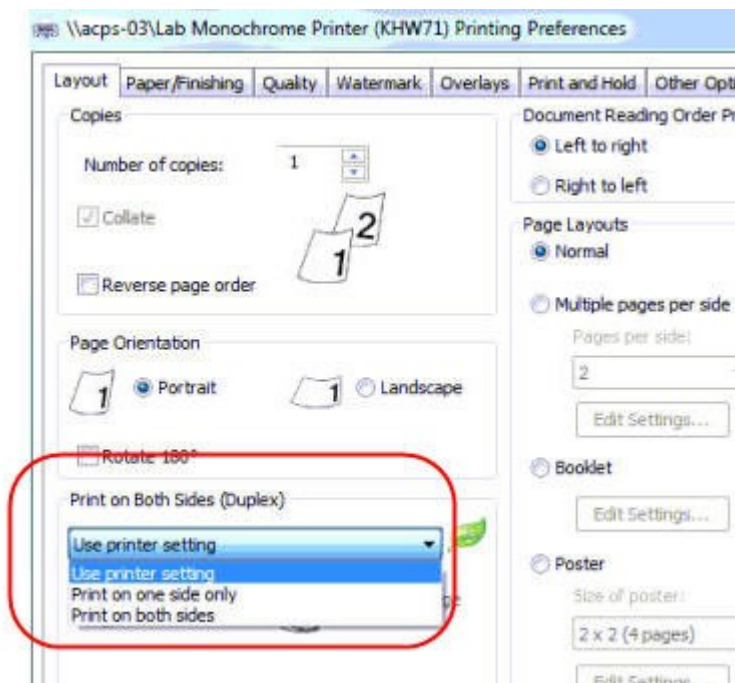 \\acps-03\Lab Monochrome Printer (KHW71) Printing Preferences
Layout Paper/Finishing Quality Watermark Overlays Print and Hold Other
Copies
Number of copies: 1
Collate
2
1
Reverse page order
Page Orientation
1 Portrait 1 Landscape
Rotate 180°
Print on Both Sides (Duplex)
Use printer setting
Use printer setting
Print on one side only
Print on both sides
Document Reading Order
Left to right
Right to left
Page Layouts
Normal
Multiple pages per side
Pages per side:
2
Edit Settings...
Booklet
Edit Settings...
Poster
Size of poster:
2 x 2 (4 pages)
Edit Settings...